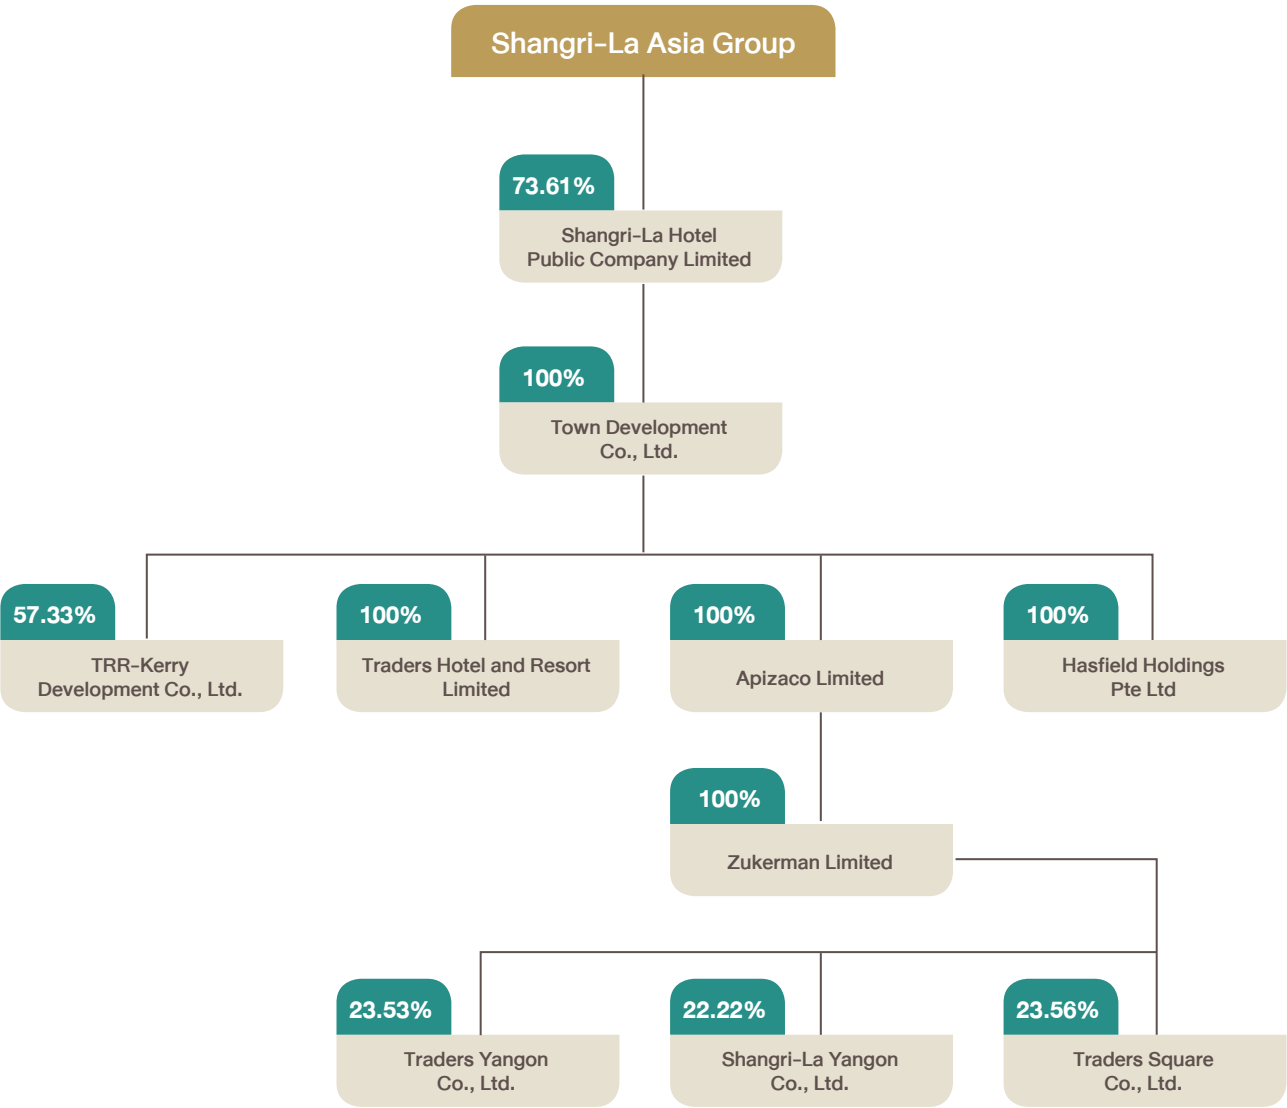 Shangri-La Asia Group
73.61%
Shangri-La Hotel
Public Company Limited
100%
Town Development
Co., Ltd.
57.33%
TRR-Kerry
Development Co., Ltd.
100%
Traders Hotel and Resort
Limited
100%
Apizaco Limited
100%
Hasfield Holdings
Pte Ltd
100%
Zukerman Limited
23.53%
Traders Yangon
Co., Ltd.
22.22%
Shangri-La Yangon
Co., Ltd.
23.56%
Traders Square
Co., Ltd.